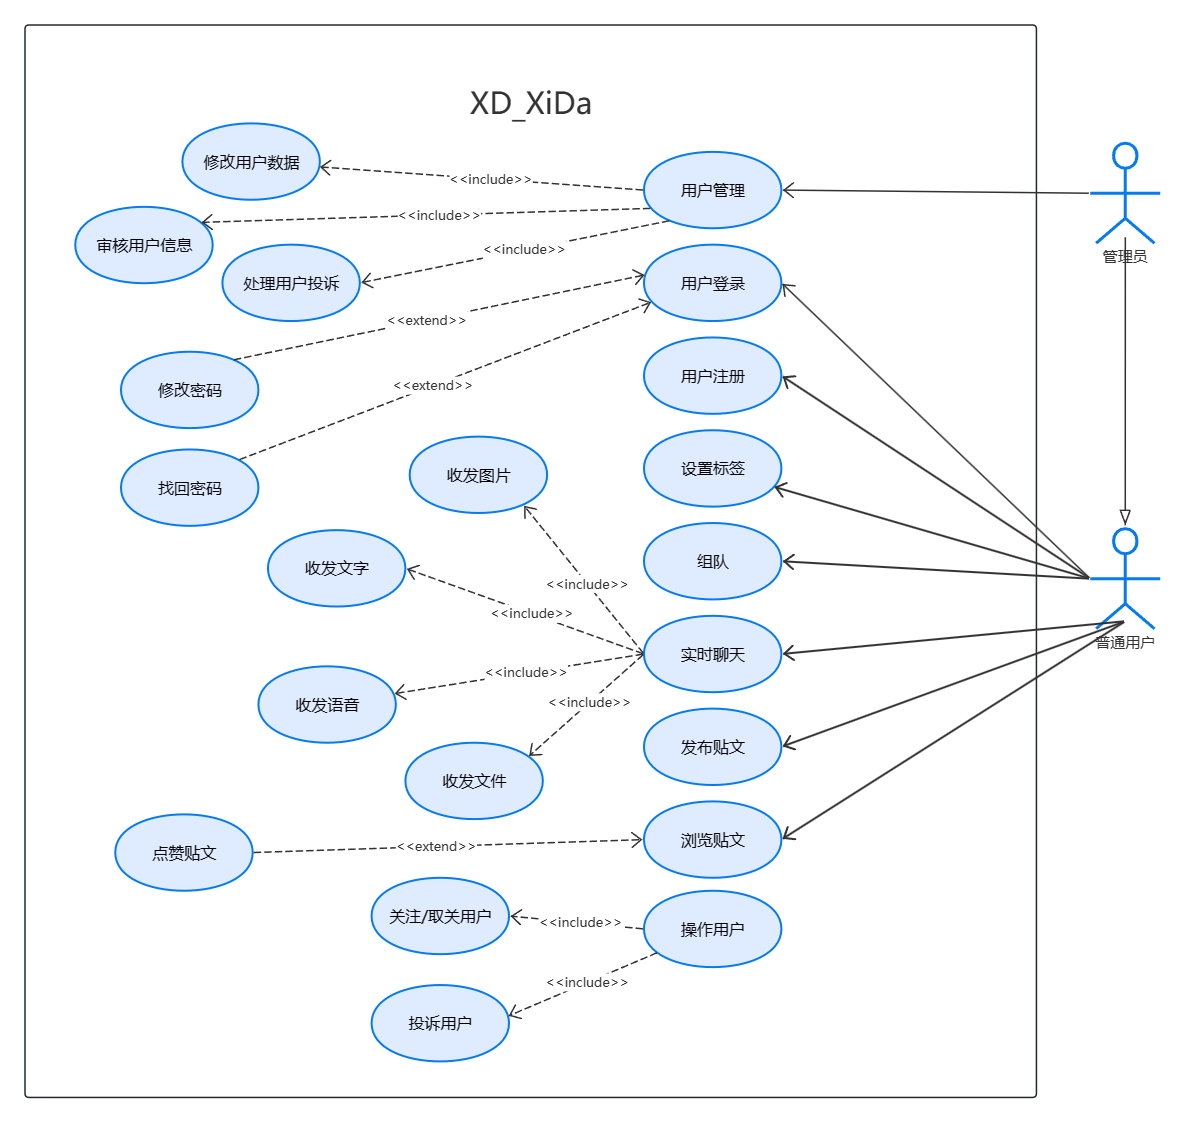 XD_XiDa
修改用户数据
<<include>>
用户管理
审核用户信息
<<include>>
处理用户投诉
<<include>>
用户登录
管理员
修改密码
<<extend>>
用户注册
找回密码
<<extend>>
收发图片
设置标签
收发文字
<<include>>
组队
<<include>>
实时聊天
普通用户
收发语音
<<include>>
<<include>>
收发文件
发布贴文
点赞贴文
<<extend>>
浏览贴文
关注/取关用户
<<include>>
操作用户
<<include>>
投诉用户